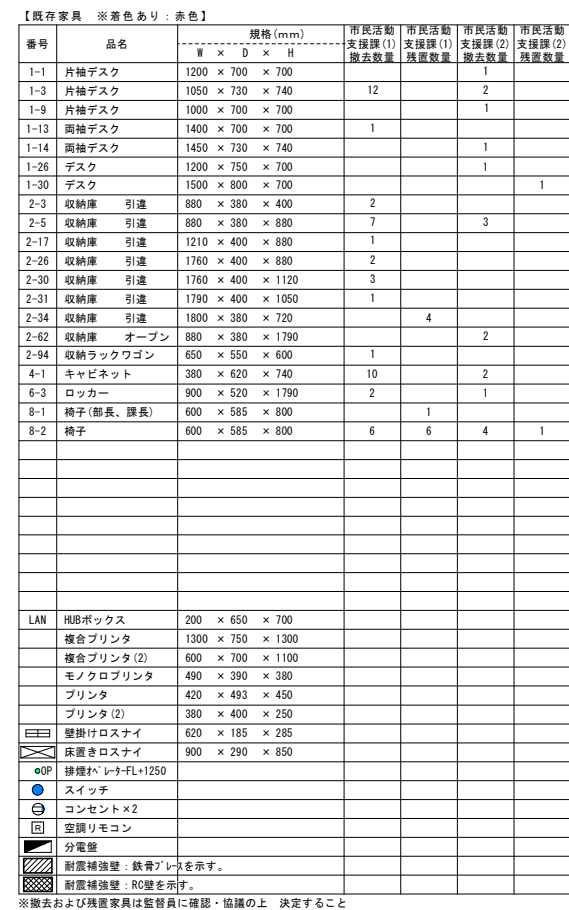 【既存家具　※着色あり：赤色】
番号 品名 規格(mm) W × D × H 市民活動支援課(1)撤去数量 市民活動支援課(1)残置数量 市民活動支援課(2)撤去数量 市民活動支援課(2)残置数量
1-1 片袖デスク 1200 × 700 × 700 1
1-3 片袖デスク 1050 × 730 × 740 12 2
1-9 片袖デスク 1000 × 700 × 700 1
1-13 両袖デスク 1400 × 700 × 700 1
1-14 両袖デスク 1450 × 730 × 740 1
1-26 デスク 1200 × 750 × 700 1
1-30 デスク 1500 × 800 × 700 1
2-3 収納庫 引違 880 × 380 × 400 2
2-5 収納庫 引違 880 × 380 × 880 7 3
2-17 収納庫 引違 1210 × 400 × 880 1
2-26 収納庫 引違 1760 × 400 × 880 2
2-30 収納庫 引違 1760 × 400 × 1120 3
2-31 収納庫 引違 1790 × 400 × 1050 1
2-34 収納庫 引違 1800 × 380 × 720 4
2-62 収納庫 オープン 880 × 380 × 1790 2
2-94 収納ラックワゴン 650 × 550 × 600 1
4-1 キャビネット 380 × 620 × 740 10 2
6-3 ロッカー 900 × 520 × 1790 2 1
8-1 椅子(部長、課長) 600 × 585 × 800 1
8-2 椅子 600 × 585 × 800 6 6 4 1
LAN HUBボックス 200 × 650 × 700
複合プリンタ 1300 × 750 × 1300
複合プリンタ(2) 600 × 700 × 1100
モノクロプリンタ 490 × 390 × 380
プリンタ 420 × 493 × 450
プリンタ(2) 380 × 400 × 250
壁掛けロスナイ 620 × 185 × 285
床置きロスナイ 900 × 290 × 850
OP 排煙ｵﾍﾟﾚｰﾀｰFL+1250
スイッチ
コンセント×2
R 空調リモコン
分電盤
耐震補強壁：鉄骨ﾌﾞﾚｰｽを示す。
耐震補強壁：RC壁を示す。
※撤去および残置家具は監督員に確認・協議の上　決定すること